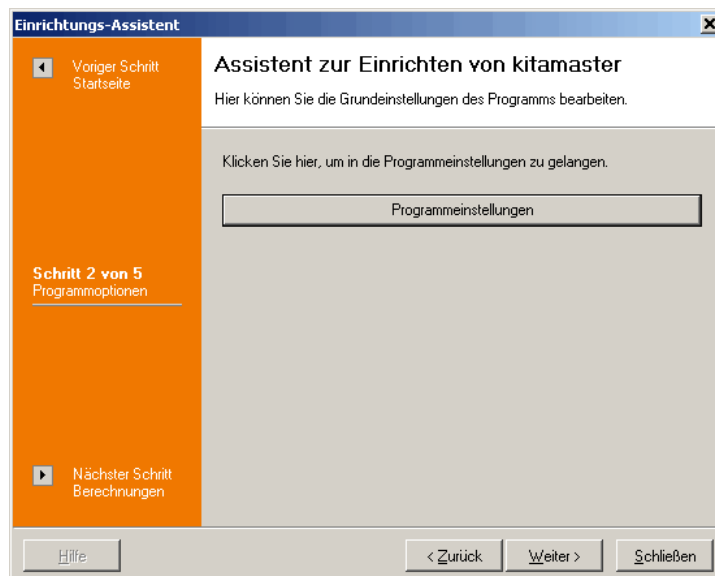 Einrichtungs-Assistent
Voriger Schritt
Startseite
Assistent zur Einrichten von kitamaster
Hier können Sie die Grundeinstellungen des Programms bearbeiten.
Klicken Sie hier, um in die Programmeinstellungen zu gelangen.
Programmeinstellungen
Schritt 2 von 5
Programmoptionen
Nächster Schritt
Berechnungen
Hilfe
< Zurück
Weiter >
Schließen